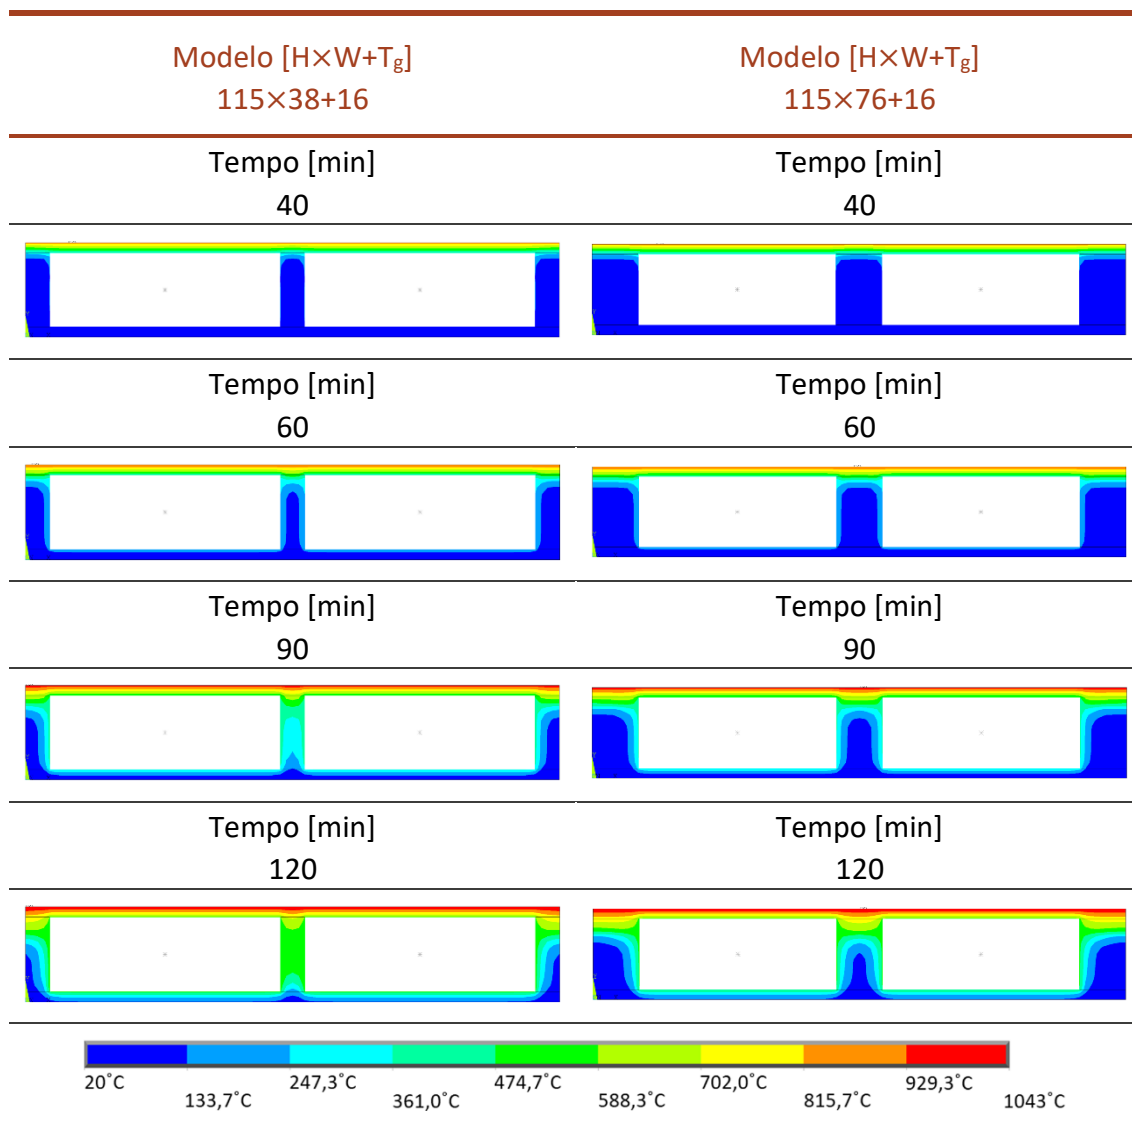 Modelo [H×W+Tg]
115×38+16
Modelo [H×W+Tg]
115×76+16
Tempo [min]
40
Tempo [min]
40
Tempo [min]
60
Tempo [min]
60
Tempo [min]
90
Tempo [min]
90
Tempo [min]
120
Tempo [min]
120
20˚C
133,7˚C
247,3˚C
361,0˚C
474,7˚C
588,3˚C
702,0˚C
815,7˚C
929,3˚C
1043˚C